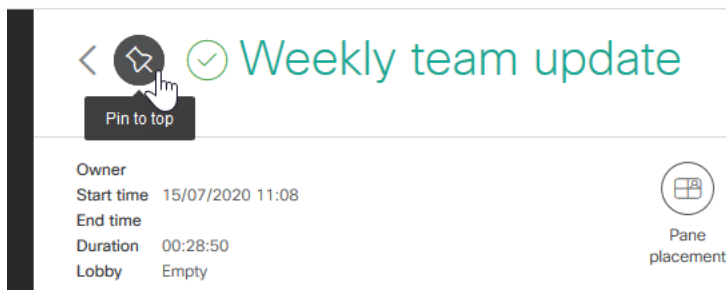 Weekly team update
Pin to top
Owner
Start time 15/07/2020 11:08
End time
Duration 00:28:50
Lobby Empty
Pane
placement